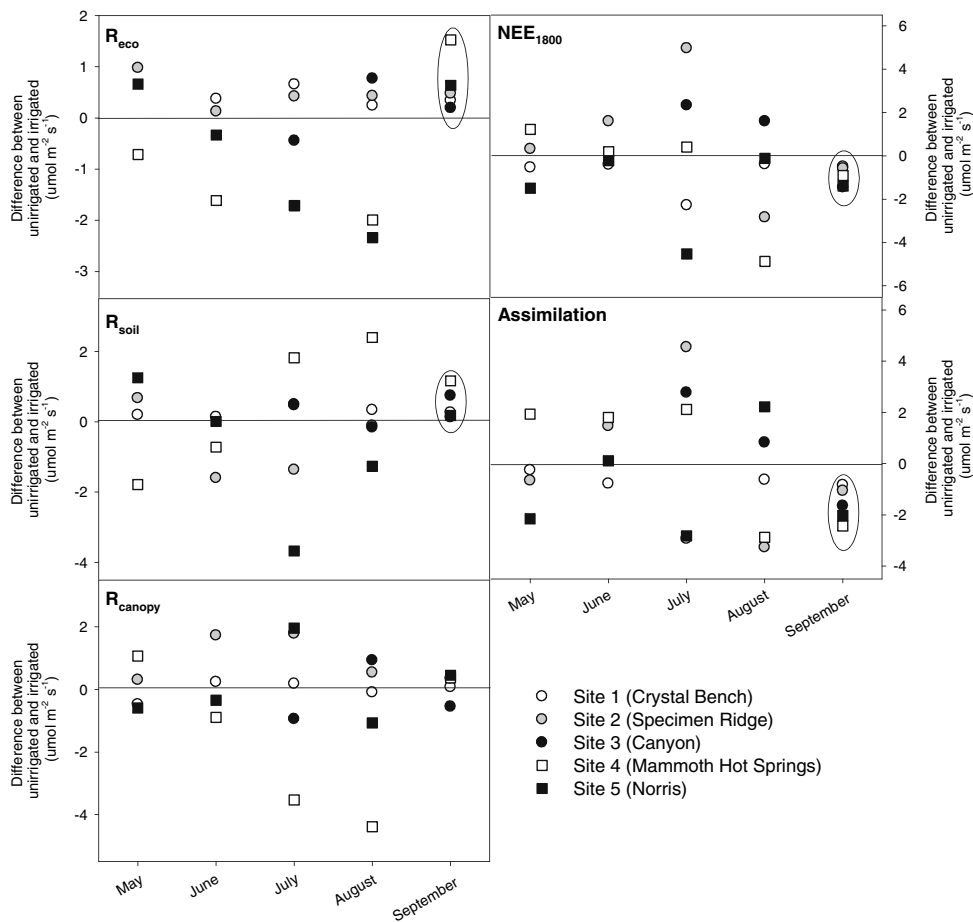 R_eco
2
1
0
-1
-2
-3
Difference between
unirrigated and irrigated
(umol m⁻² s⁻¹)
NEE_1800
6
4
2
0
-2
-4
-6
Difference between
unirrigated and irrigated
(umol m⁻² s⁻¹)
R_soil
2
0
-2
-4
Difference between
unirrigated and irrigated
(umol m⁻² s⁻¹)
Assimilation
6
4
2
0
-2
-4
Difference between
unirrigated and irrigated
(umol m⁻² s⁻¹)
May
June
July
August
September
R_canopy
2
0
-2
-4
Difference between
unirrigated and irrigated
(umol m⁻² s⁻¹)
May
June
July
August
September
Site 1 (Crystal Bench)
Site 2 (Specimen Ridge)
Site 3 (Canyon)
Site 4 (Mammoth Hot Springs)
Site 5 (Norris)